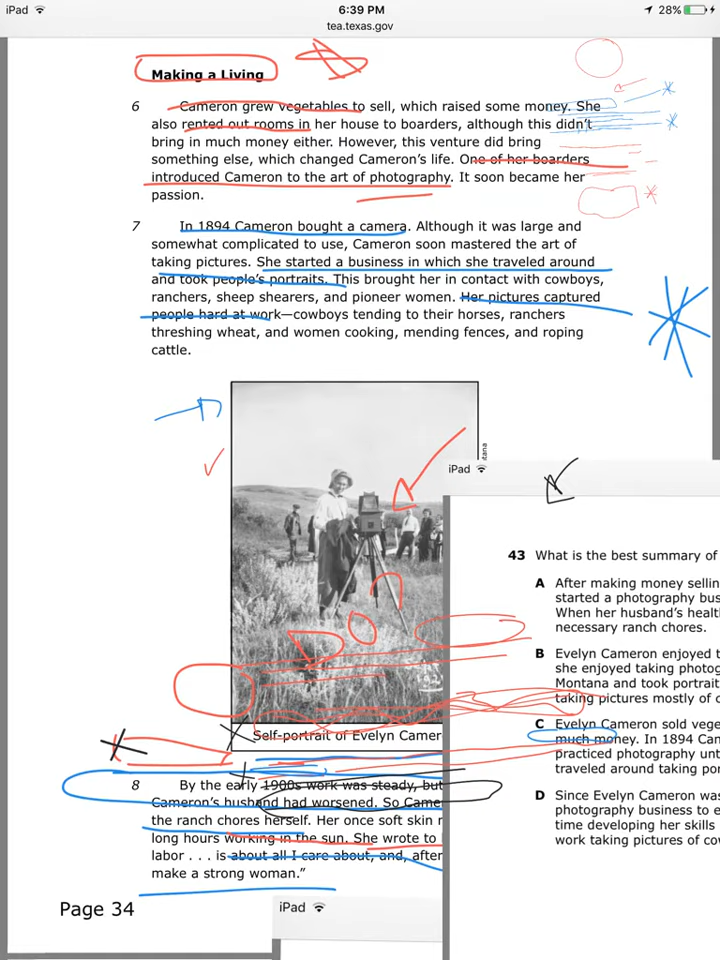 iPad 6:39 PM 28%
tea.texas.gov
Making a Living
6 Cameron grew vegetables to sell, which raised some money. She
also rented out rooms in her house to boarders, although this didn't
bring in much money either. However, this venture did bring
something else, which changed Cameron's life. One of her boarders
introduced Cameron to the art of photography. It soon became her
passion.
7 In 1894 Cameron bought a camera. Although it was large and
somewhat complicated to use, Cameron soon mastered the art of
taking pictures. She started a business in which she traveled around
and took people's portraits. This brought her in contact with cowboys,
ranchers, sheep shearers, and pioneer women. Her pictures captured
people hard at work—cowboys tending to their horses, ranchers
threshing wheat, and women cooking, mending fences, and roping
cattle.
tana
Self-portrait of Evelyn Camer
8 By the early 1900s work was steady, but
Cameron's husband had worsened. So Came
the ranch chores herself. Her once soft skin
long hours working in the sun. She wrote to
labor . . . is about all I care about, and, after
make a strong woman."
Page 34
iPad
43 What is the best summary of
A After making money sellin
started a photography bus
When her husband's healt
necessary ranch chores.
B Evelyn Cameron enjoyed t
she enjoyed taking photog
Montana and took portrait
taking pictures mostly of c
C Evelyn Cameron sold vege
much money. In 1894 Can
practiced photography unt
traveled around taking po
D Since Evelyn Cameron was
photography business to e
time developing her skills
work taking pictures of cov
iPad